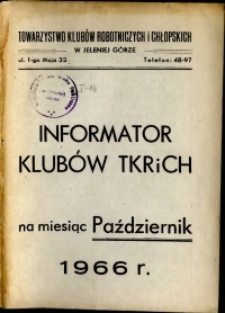 TOWARZYSTWO KLUBÓW ROBOTNICZYCH i CHŁOPSKICH
W JELENIEJ GÓRZE
ul. 1-go Maja 32 Telefon: 48-97
INFORMATOR
KLUBÓW TKRiCH
na miesiąc Październik
1966 r.